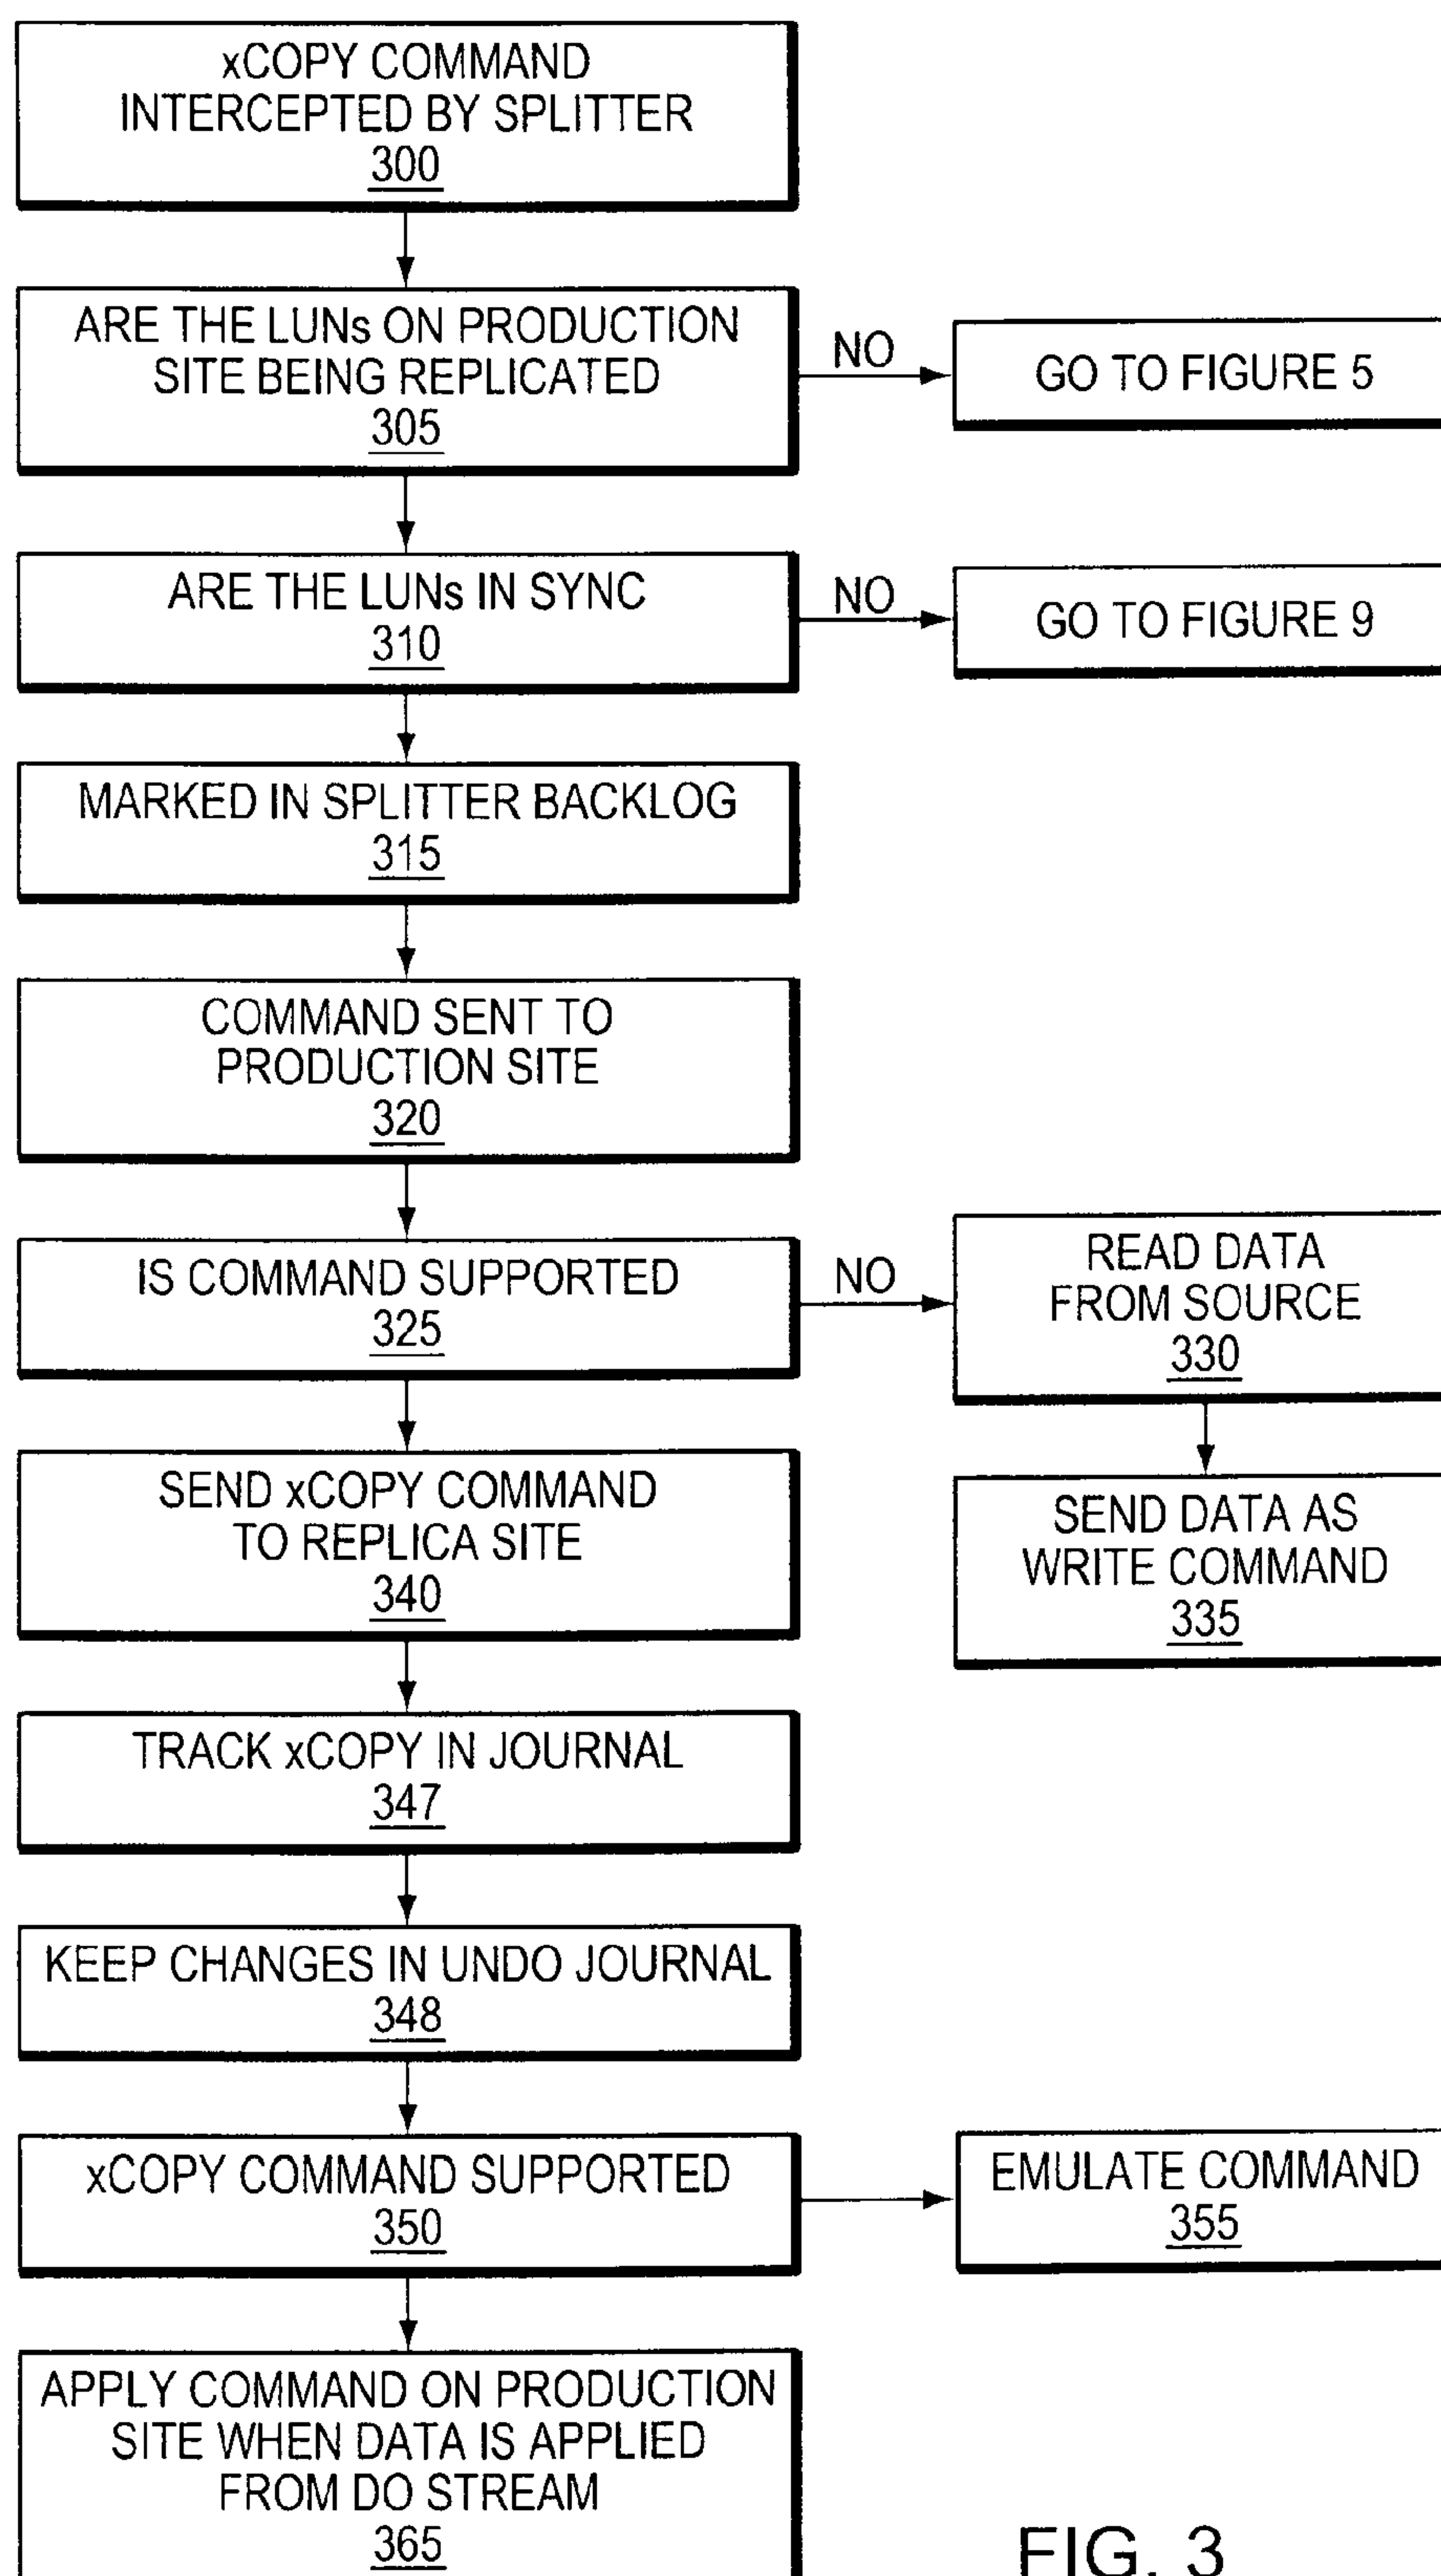 xCOPY COMMAND
INTERCEPTED BY SPLITTER
300
ARE THE LUNs ON PRODUCTION
SITE BEING REPLICATED
305
NO
GO TO FIGURE 5
ARE THE LUNs IN SYNC
310
NO
GO TO FIGURE 9
MARKED IN SPLITTER BACKLOG
315
COMMAND SENT TO
PRODUCTION SITE
320
IS COMMAND SUPPORTED
325
NO
READ DATA
FROM SOURCE
330
SEND DATA AS
WRITE COMMAND
335
SEND xCOPY COMMAND
TO REPLICA SITE
340
TRACK xCOPY IN JOURNAL
347
KEEP CHANGES IN UNDO JOURNAL
348
xCOPY COMMAND SUPPORTED
350
EMULATE COMMAND
355
APPLY COMMAND ON PRODUCTION
SITE WHEN DATA IS APPLIED
FROM DO STREAM
365
FIG. 3